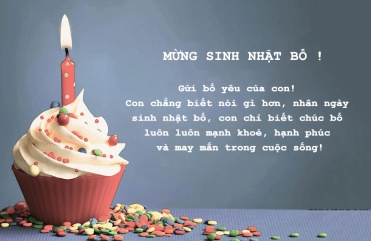 MỪNG SINH NHẬT BỐ !
Gửi bố yêu của con!
Con chẳng biết nói gì hơn, nhân ngày
sinh nhật bố, con chỉ biết chúc bố
luôn luôn mạnh khoẻ, hạnh phúc
và may mắn trong cuộc sống!